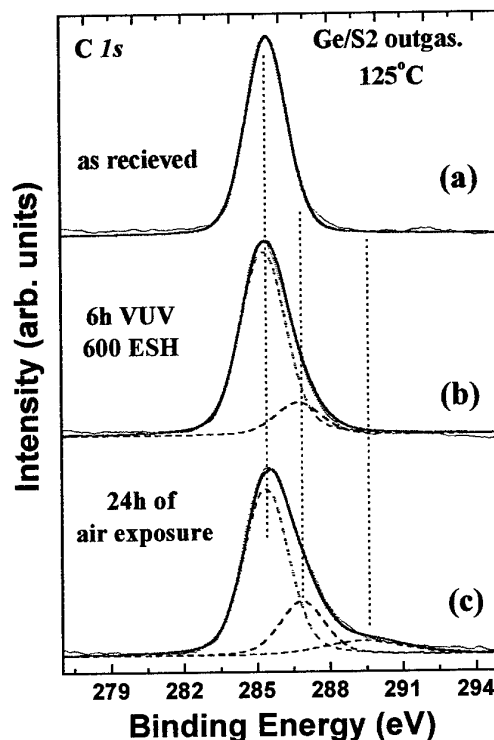 C 1s
Ge/S2 outgas.
125°C
as recieved
(a)
6h VUV
600 ESH
(b)
24h of
air exposure
(c)
Intensity (arb. units)
279 282 285 288 291 294
Binding Energy (eV)